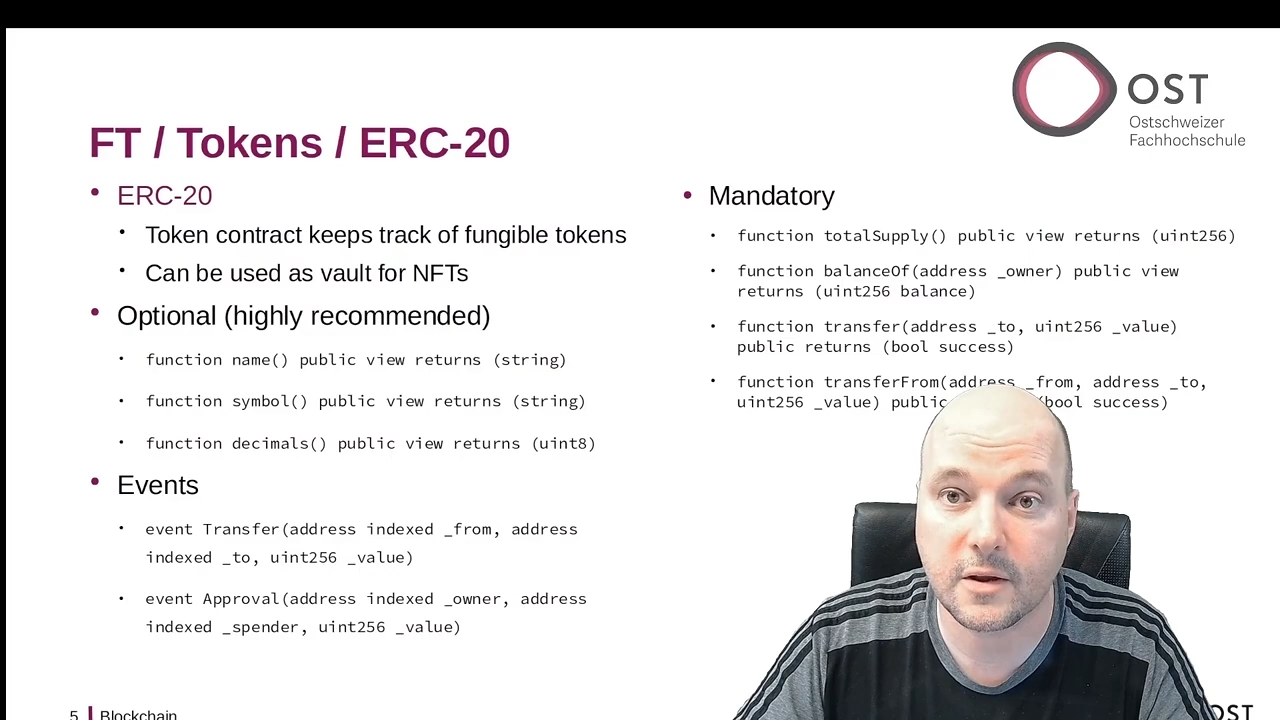 OST
Ostschweizer
Fachhochschule
FT / Tokens / ERC-20
• ERC-20
• Token contract keeps track of fungible tokens
• Can be used as vault for NFTs
• Optional (highly recommended)
• function name() public view returns (string)
• function symbol() public view returns (string)
• function decimals() public view returns (uint8)
• Events
• event Transfer(address indexed _from, address
indexed _to, uint256 _value)
• event Approval(address indexed _owner, address
indexed _spender, uint256 _value)
• Mandatory
• function totalSupply() public view returns (uint256)
• function balanceOf(address _owner) public view
returns (uint256 balance)
• function transfer(address _to, uint256 _value)
public returns (bool success)
• function transferFrom(address _from, address _to,
uint256 _value) public (bool success)
5 Blockchain
OST